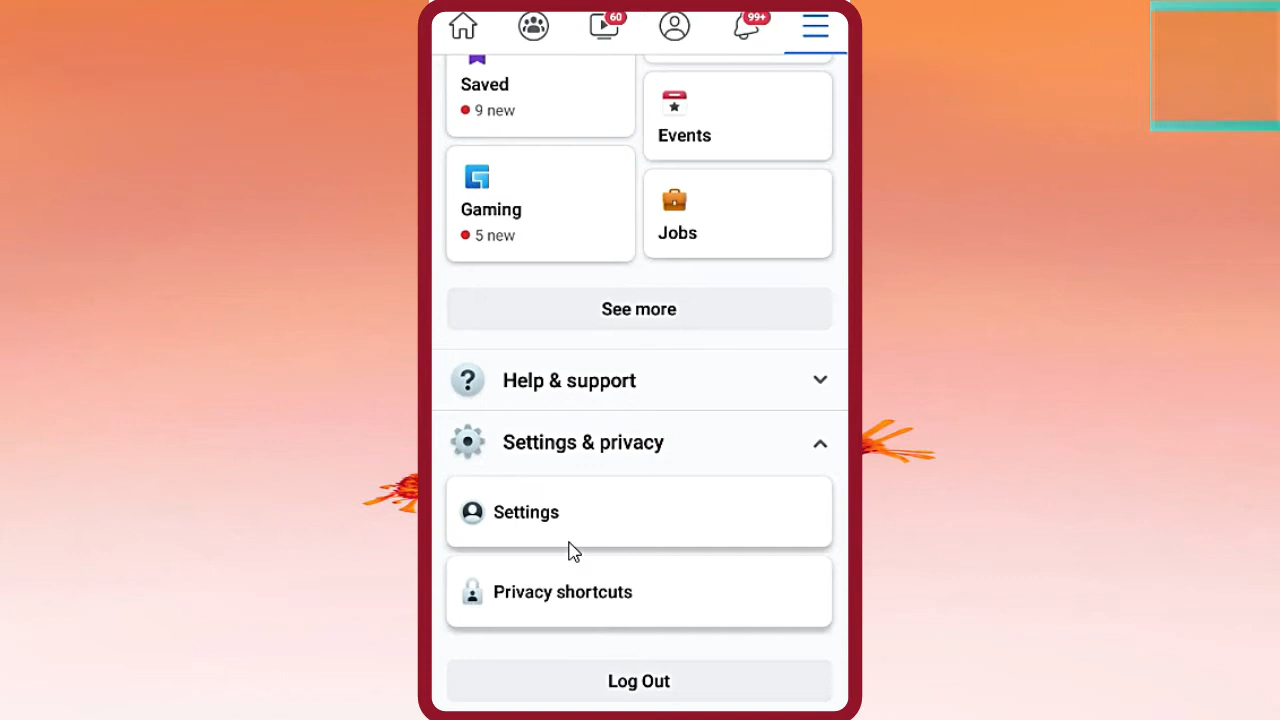 60
99+
Saved
9 new
Events
Gaming
5 new
Jobs
See more
? Help & support
Settings & privacy
Settings
Privacy shortcuts
Log Out